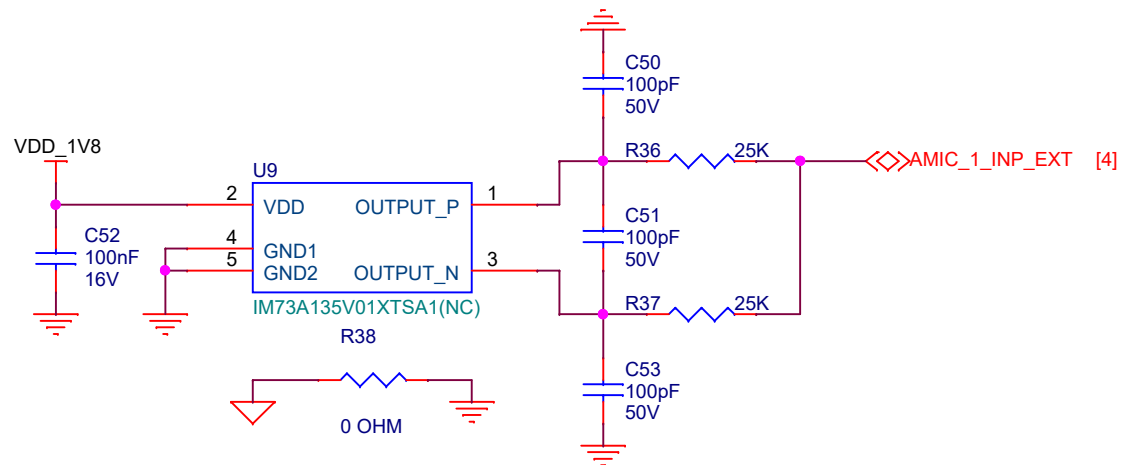 C50
100pF
50V
VDD_1V8
R36 25K
AMIC_1_INP_EXT [4]
U9
2 VDD OUTPUT_P 1
C51
100pF
50V
C52
100nF
16V
4 GND1
5 GND2 OUTPUT_N 3
IM73A135V01XTSA1(NC)
R37 25K
R38
0 OHM
C53
100pF
50V